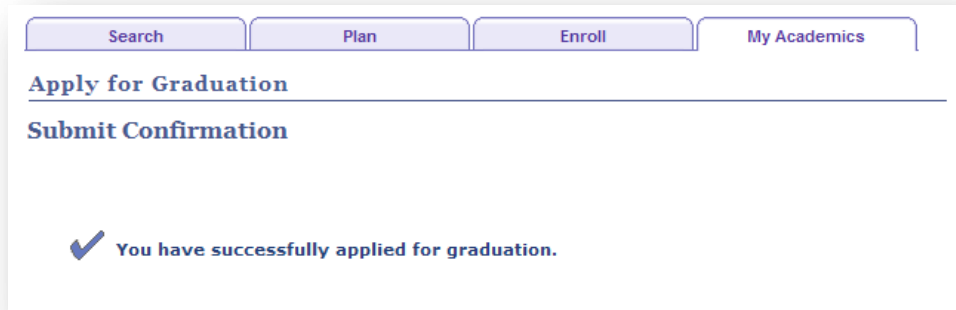 Search Plan Enroll My Academics
Apply for Graduation
Submit Confirmation
You have successfully applied for graduation.